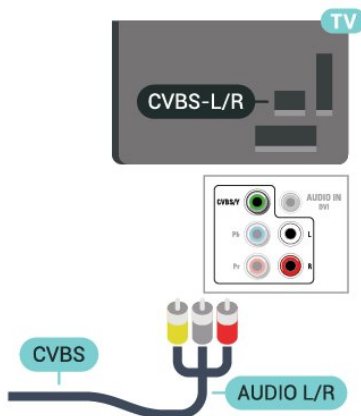 TV
CVBS-L/R
CVBS/Y
AUDIO IN
DVI
Pb
L
Pr
R
CVBS
AUDIO L/R